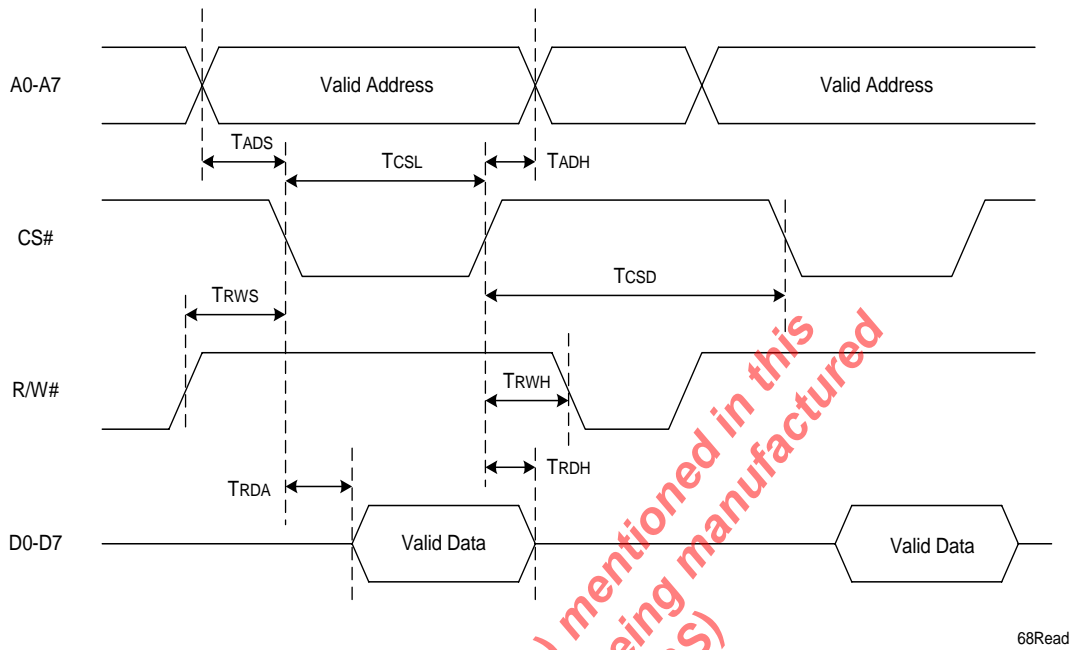 A0-A7
Valid Address
Valid Address
TADS
TCSL
TADH
CS#
TCSD
TRWS
R/W#
TRWH
TRDA
TRDH
D0-D7
Valid Data
Valid Data
) mentioned in this
eing manufactured
S)
68Read